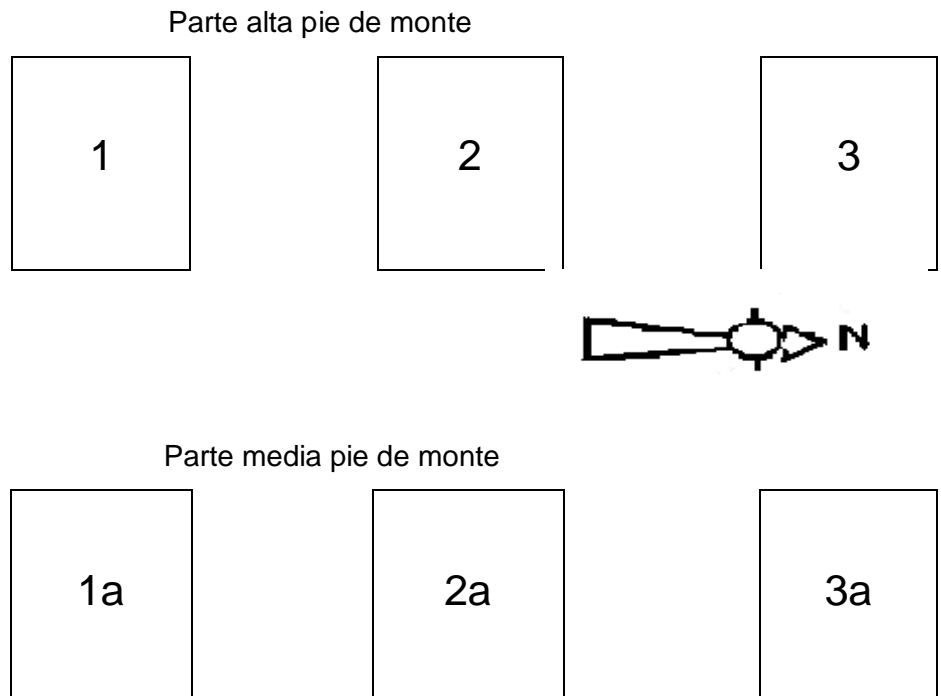 Parte alta pie de monte
1 2 3
N
Parte media pie de monte
1a 2a 3a